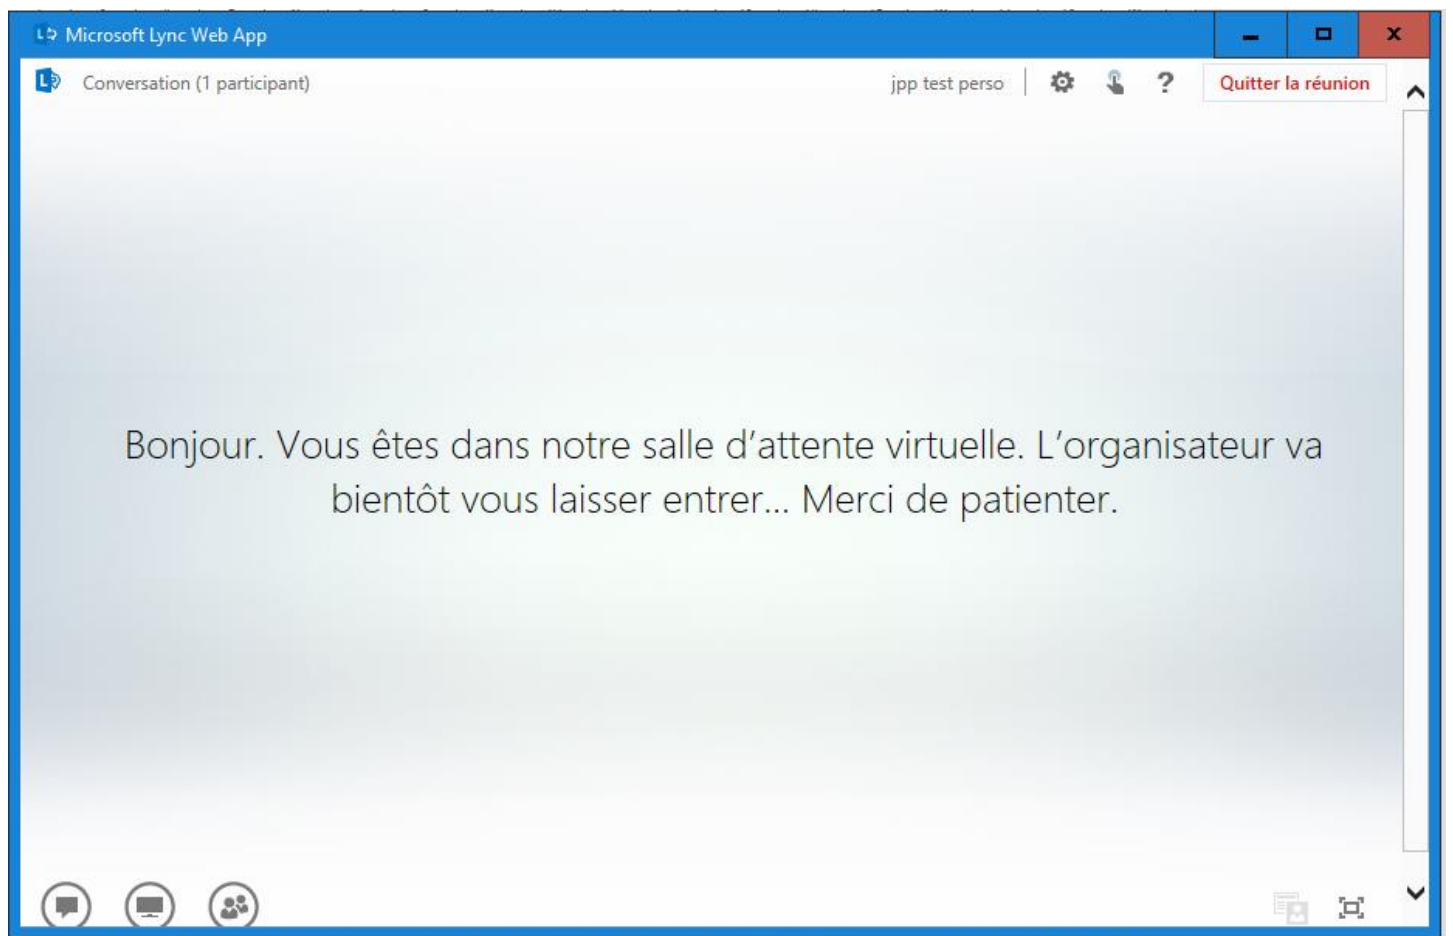 Microsoft Lync Web App
Conversation (1 participant)
jpp test perso
?
Quitter la réunion
Bonjour. Vous êtes dans notre salle d’attente virtuelle. L’organisateur va
bientôt vous laisser entrer... Merci de patienter.